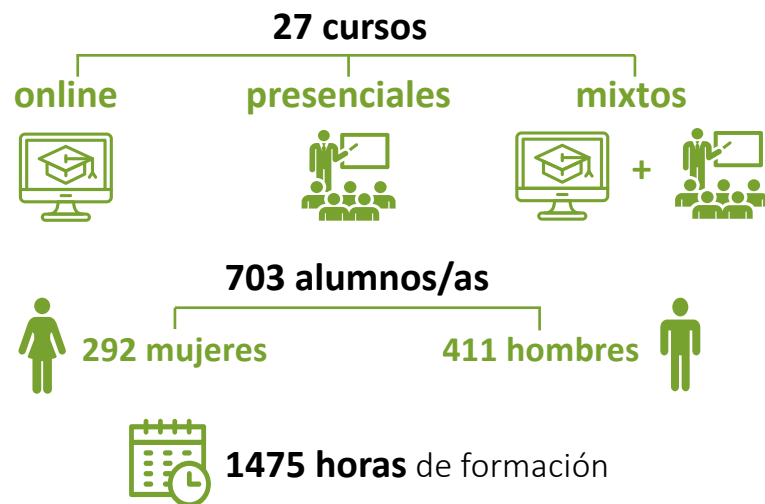 27 cursos
online presenciales mixtos
+
703 alumnos/as
292 mujeres 411 hombres
1475 horas de formación